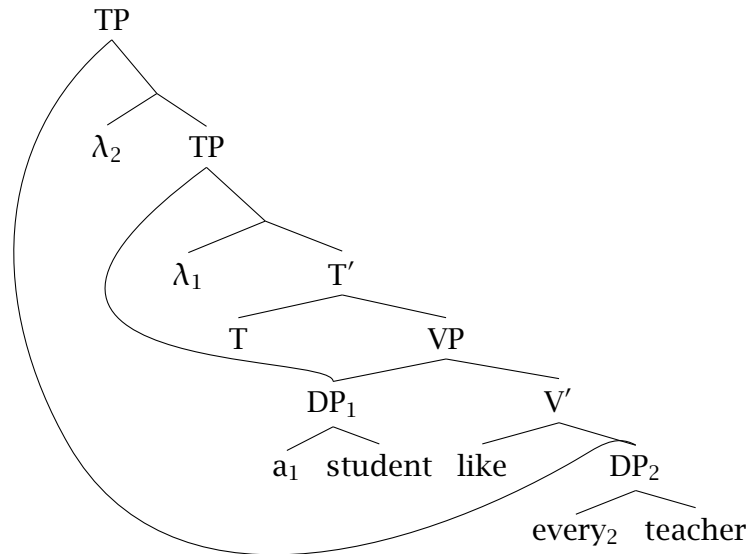 TP
λ₂ TP
λ₁ T′
T VP
DP₁ V′
a₁ student like DP₂
every₂ teacher